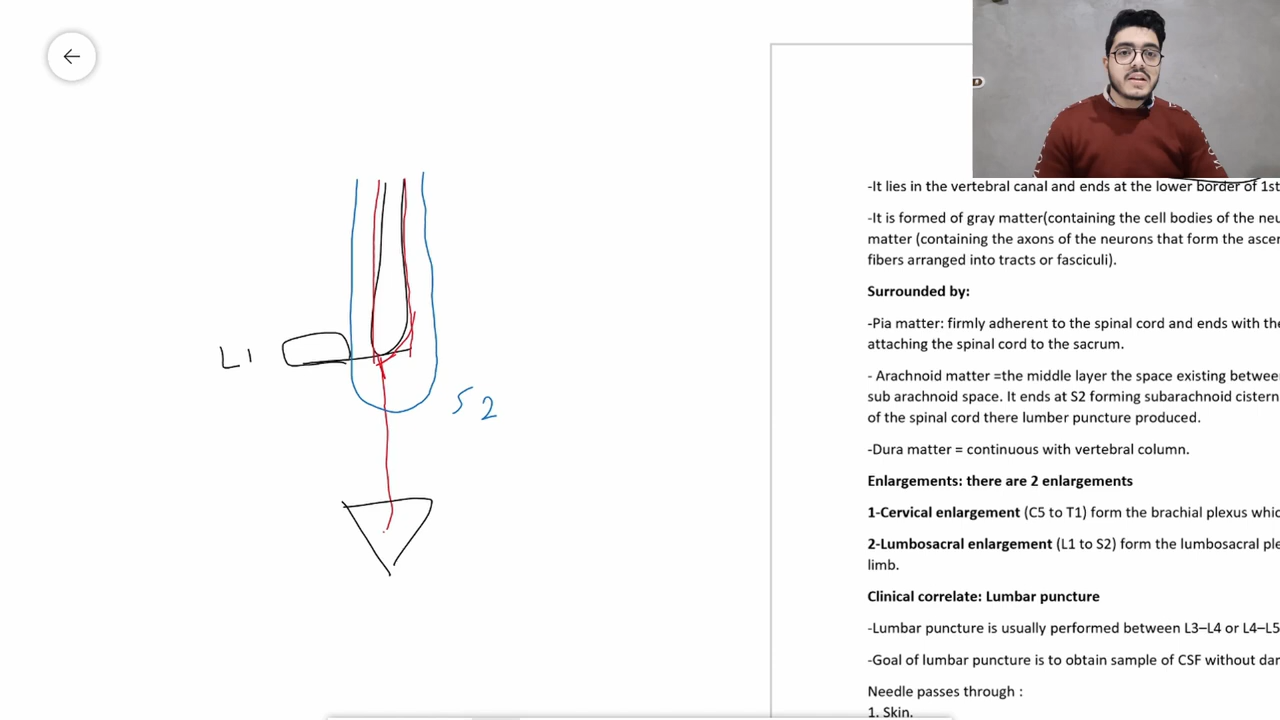 L1
S2
-It lies in the vertebral canal and ends at the lower border of 1st
-It is formed of gray matter(containing the cell bodies of the neu
matter (containing the axons of the neurons that form the ascen
fibers arranged into tracts or fasciculi).
Surrounded by:
-Pia matter: firmly adherent to the spinal cord and ends with the
attaching the spinal cord to the sacrum.
- Arachnoid matter =the middle layer the space existing between
sub arachnoid space. It ends at S2 forming subarachnoid cistern
of the spinal cord there lumber puncture produced.
-Dura matter = continuous with vertebral column.
Enlargements: there are 2 enlargements
1-Cervical enlargement (C5 to T1) form the brachial plexus whic
2-Lumbosacral enlargement (L1 to S2) form the lumbosacral ple
limb.
Clinical correlate: Lumbar puncture
-Lumbar puncture is usually performed between L3–L4 or L4–L5
-Goal of lumbar puncture is to obtain sample of CSF without dan
Needle passes through :
1. Skin.